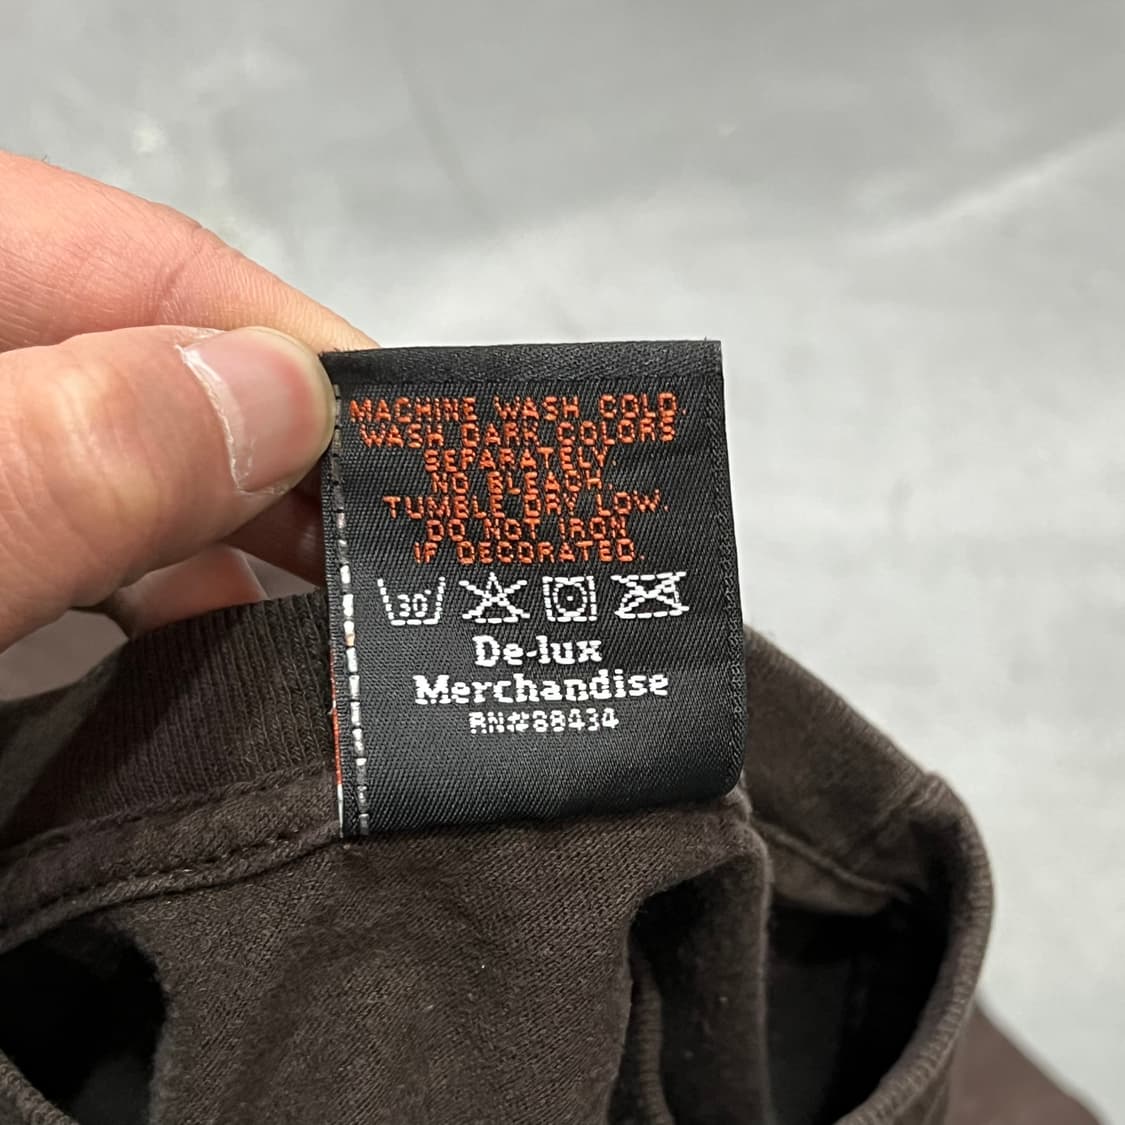 MACHINE WASH COLD.
WASH DARK COLORS
SEPARATELY
NO BLEACH.
TUMBLE DRY LOW.
DO NOT IRON
IF DECORATED.
30°
De-lux
Merchandise
RN#88434